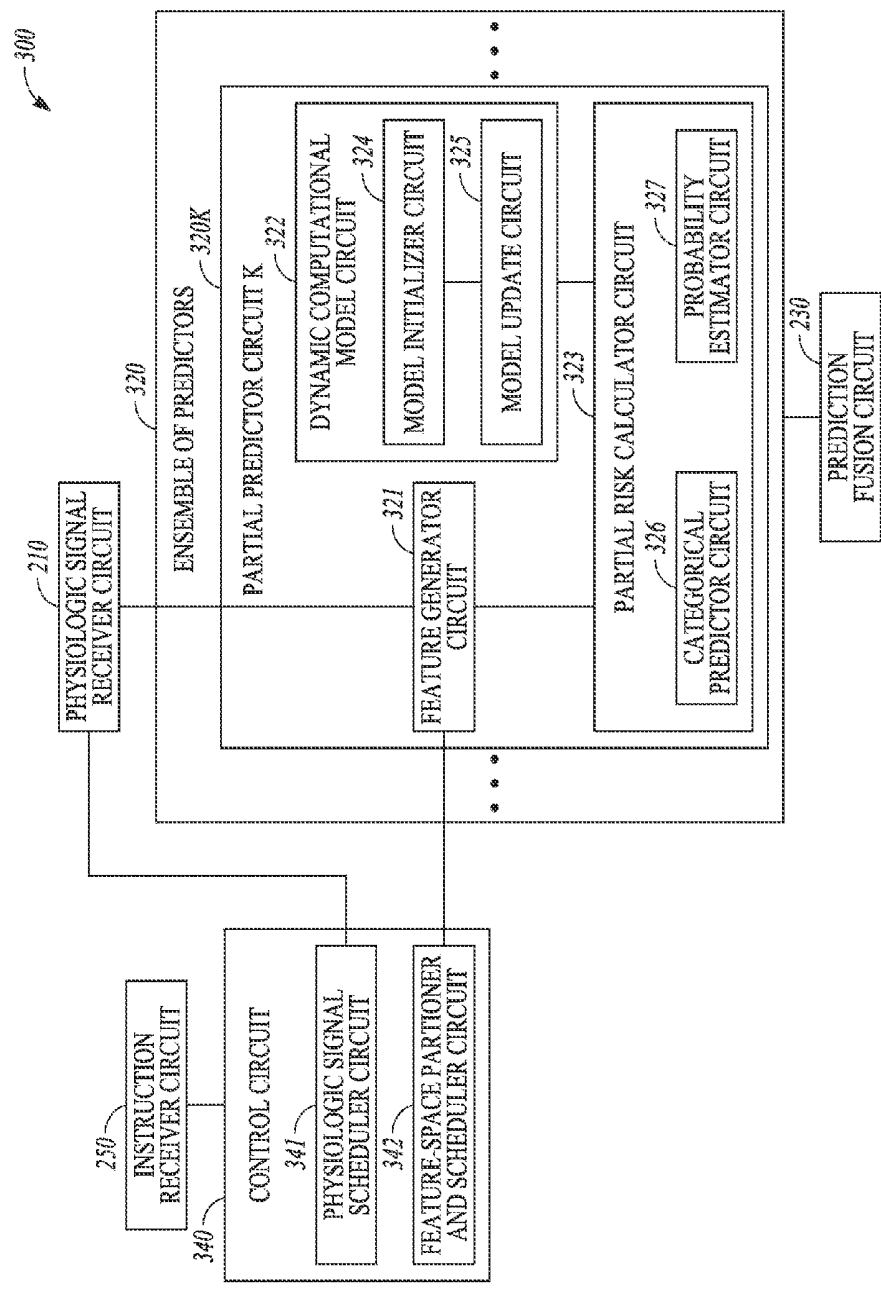 300
210
PHYSIOLOGIC SIGNAL
RECEIVER CIRCUIT
320
ENSEMBLE OF PREDICTORS
320K
PARTIAL PREDICTOR CIRCUIT K
322
DYNAMIC COMPUTATIONAL
MODEL CIRCUIT
324
MODEL INITIALIZER CIRCUIT
325
MODEL UPDATE CIRCUIT
321
FEATURE GENERATOR
CIRCUIT
323
PARTIAL RISK CALCULATOR CIRCUIT
326
CATEGORICAL
PREDICTOR CIRCUIT
327
PROBABILITY
ESTIMATOR CIRCUIT
230
PREDICTION
FUSION CIRCUIT
250
INSTRUCTION
RECEIVER CIRCUIT
340
CONTROL CIRCUIT
341
PHYSIOLOGIC SIGNAL
SCHEDULER CIRCUIT
342
FEATURE-SPACE PARTIONER
AND SCHEDULER CIRCUIT